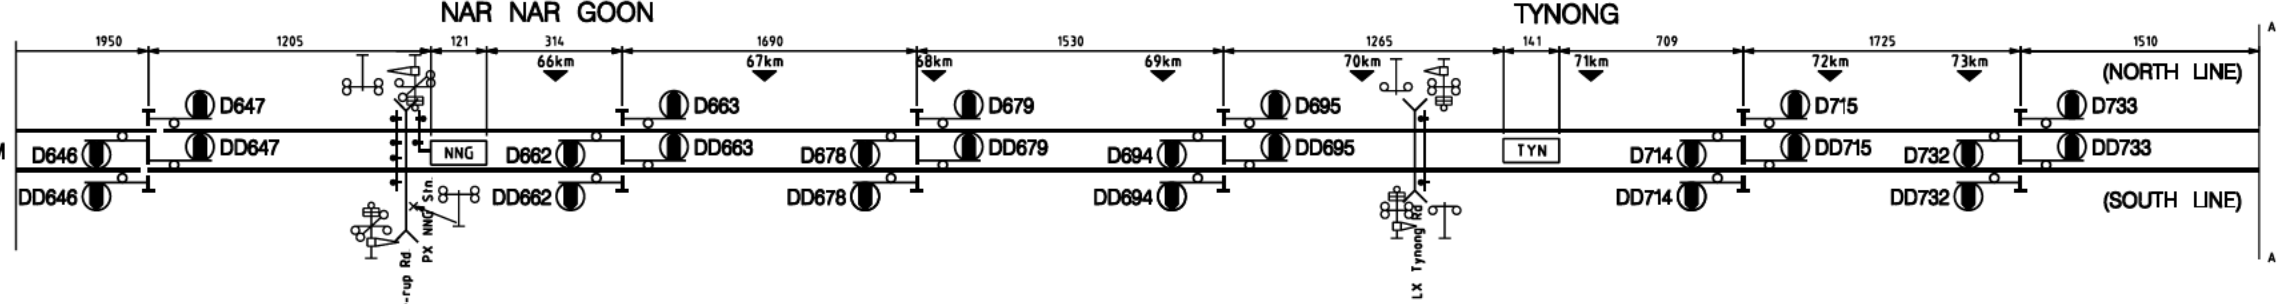 NAR NAR GOON TYNONG
A
1950 1205 121 314 1690 1530 1265 141 709 1725 1510
66km 67km 68km 69km 70km 71km 72km 73km
(NORTH LINE)
D647 D663 D679 D695 D715 D733
D646 DD647 NNG D662 DD663 D678 DD679 D694 DD695 TYN D714 DD715 D732 DD733
DD646 DD662 DD678 DD694 DD714 DD732
(SOUTH LINE)
-rup Rd
PX NNG Stn.
LX Tynong Rd
A